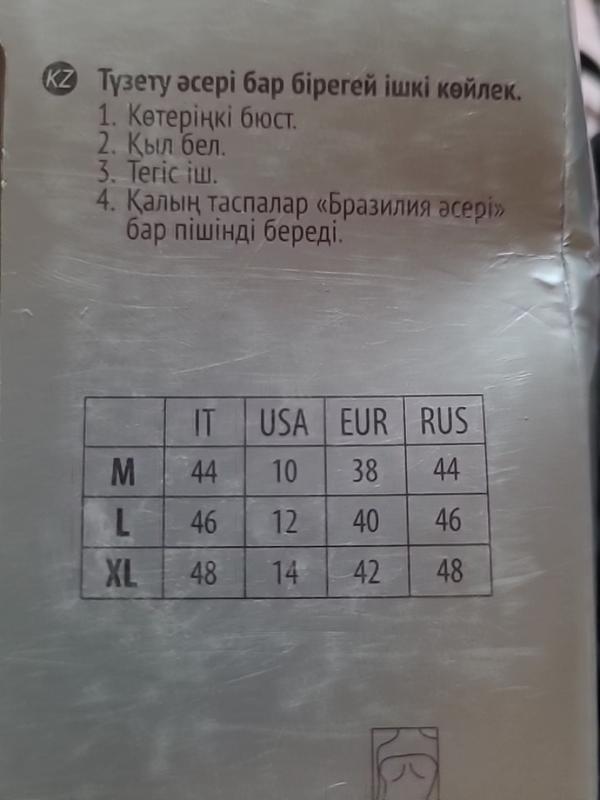 KZ Түзету әсері бар бірегей ішкі көйлек.
1. Көтеріңкі бюст.
2. Қыл бел.
3. Тегіс іш.
4. Қалың таспалар «Бразилия әсері»
бар пішінді береді.
IT USA EUR RUS
M 44 10 38 44
L 46 12 40 46
XL 48 14 42 48